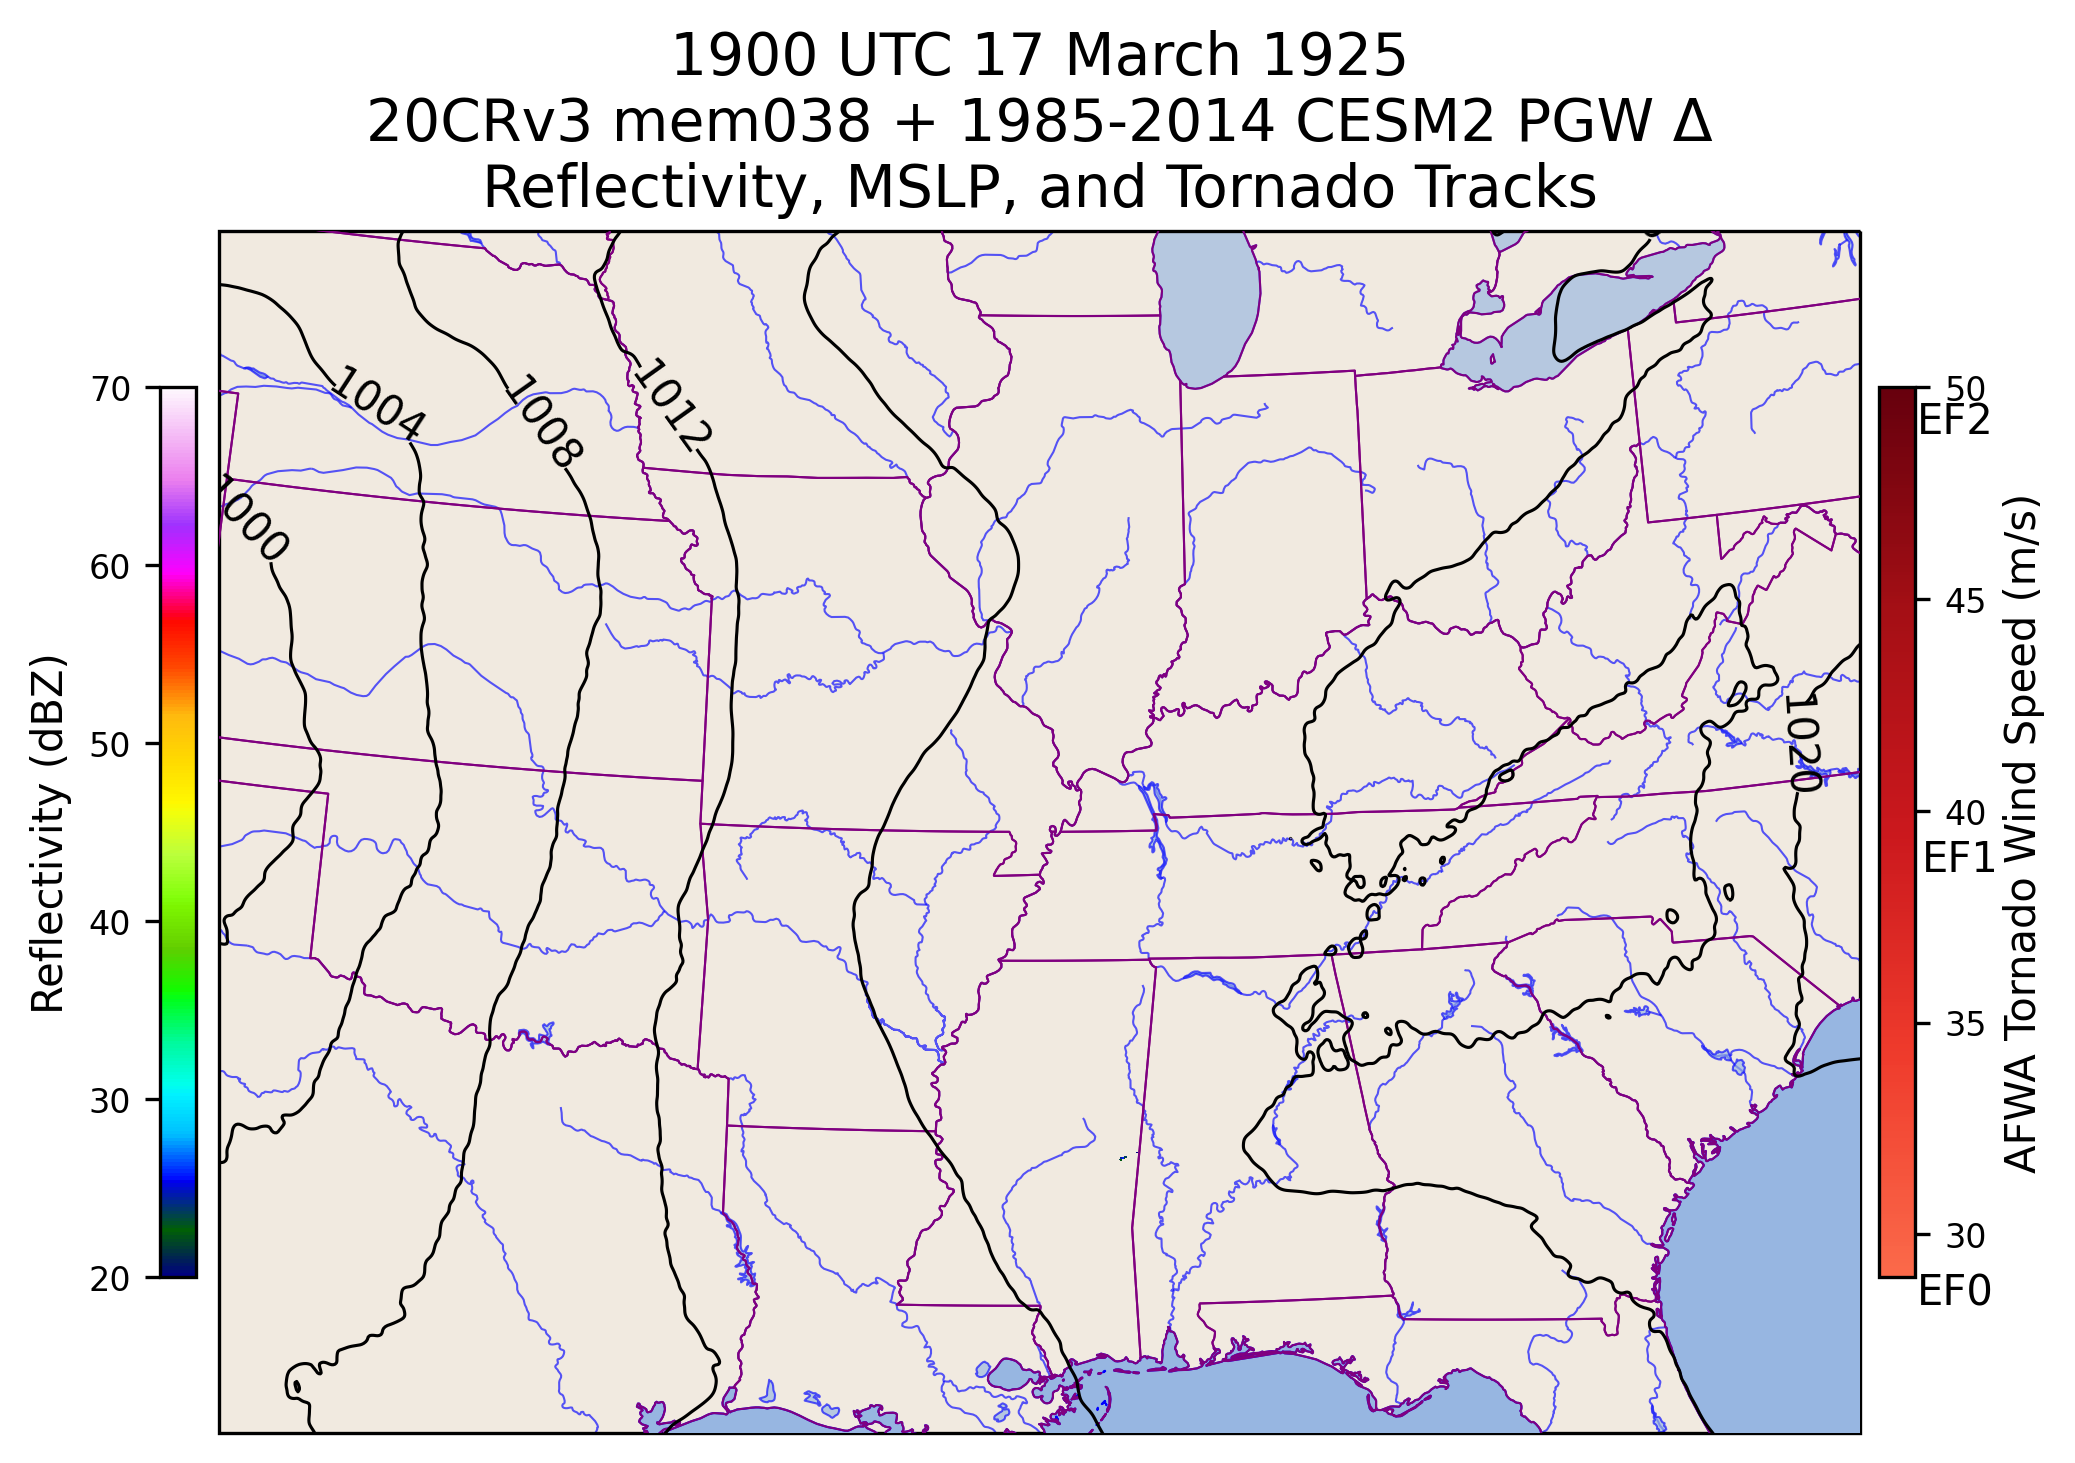 1900 UTC 17 March 1925
20CRv3 mem038 + 1985-2014 CESM2 PGW Δ
Reflectivity, MSLP, and Tornado Tracks
1004
1008
1012
1000
1020
70
60
50
40
30
20
Reflectivity (dBZ)
50
EF2
45
40
EF1
35
30
EF0
AFWA Tornado Wind Speed (m/s)